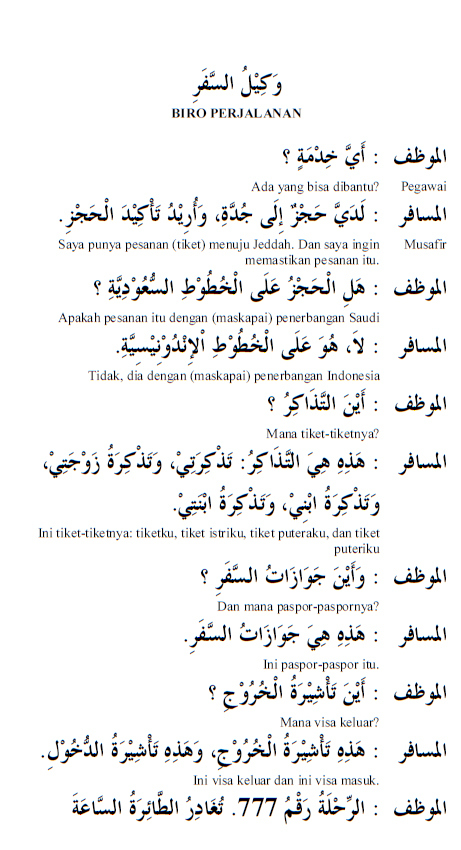 وَكِيْلُ السَّفَرِ
BIRO PERJALANAN
الموظف : أَيَّ خِدْمَةٍ ؟
Pegawai Ada yang bisa dibantu?
المسافر : لَدَيَّ حَجْزٌ إِلَى جُدَّةِ، وَأُرِيْدُ تَأْكِيْدَ الْحَجْزِ.
Musafir Saya punya pesanan (tiket) menuju Jeddah. Dan saya ingin
memastikan pesanan itu.
الموظف : هَلِ الْحَجْزُ عَلَى الْخُطُوْطِ السُّعُوْدِيَّةِ ؟
Apakah pesanan itu dengan (maskapai) penerbangan Saudi
المسافر : لاَ، هُوَ عَلَى الْخُطُوْطِ اْلإِنْدُوْنِيْسِيَّةِ.
Tidak, dia dengan (maskapai) penerbangan Indonesia
الموظف : أَيْنَ التَّذَاكِرُ ؟
Mana tiket-tiketnya?
المسافر : هَذِهِ هِيَ التَّذَاكِرُ: تَذْكِرَتِيْ، وَتَذْكِرَةُ زَوْجَتِيْ،
وَتَذْكِرَةُ ابْنِيْ، وَتَذْكِرَةُ ابْنَتِيْ.
Ini tiket-tiketnya: tiketku, tiket istriku, tiket puteraku, dan tiket
puteriku
الموظف : وَأَيْنَ جَوَازَاتُ السَّفَرِ ؟
Dan mana paspor-paspornya?
المسافر : هَذِهِ هِيَ جَوَازَاتُ السَّفَرِ.
Ini paspor-paspor itu.
الموظف : أَيْنَ تَأْشِيْرَةُ الْخُرُوْجِ ؟
Mana visa keluar?
المسافر : هَذِهِ تَأْشِيْرَةُ الْخُرُوْجِ، وَهَذِهِ تَأْشِيْرَةُ الدُّخُوْلِ.
Ini visa keluar dan ini visa masuk.
الموظف : الرِّحْلَةُ رَقْمُ 777. تُغَادِرُ الطَّائِرَةُ السَّاعَةَ